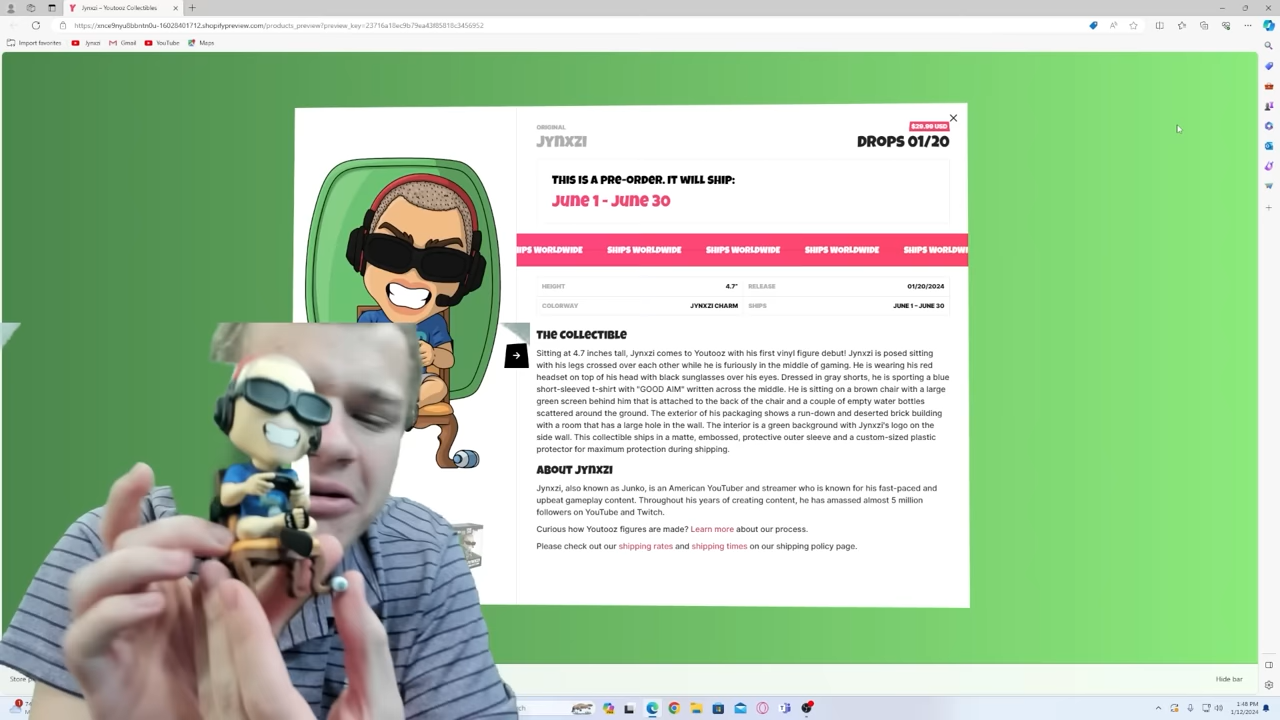 Jynxzi – Youtooz Collectibles
https://xnce9nyu8bbntn0u-16028401712.shopifypreview.com/products_preview?preview_key=23716a18ec9b79ea43f85818c3456952
Import favorites
Jynxzi
Gmail
YouTube
Maps
ORIGINAL
JYNXZI
$29.99 USD
DROPS 01/20
THIS IS A PRE-ORDER. IT WILL SHIP:
June 1 - June 30
IPS WORLDWIDE SHIPS WORLDWIDE SHIPS WORLDWIDE SHIPS WORLDWIDE SHIPS WORLDWI
HEIGHT 4.7" RELEASE 01/20/2024
COLORWAY JYNXZI CHARM SHIPS JUNE 1 – JUNE 30
THE COLLECTIBLE
Sitting at 4.7 inches tall, Jynxzi comes to Youtooz with his first vinyl figure debut! Jynxzi is posed sitting
with his legs crossed over each other while he is furiously in the middle of gaming. He is wearing his red
headset on top of his head with black sunglasses over his eyes. Dressed in gray shorts, he is sporting a blue
short-sleeved t-shirt with "GOOD AIM" written across the middle. He is sitting on a brown chair with a large
green screen behind him that is attached to the back of the chair and a couple of empty water bottles
scattered around the ground. The exterior of his packaging shows a run-down and deserted brick building
with a room that has a large hole in the wall. The interior is a green background with Jynxzi's logo on the
side wall. This collectible ships in a matte, embossed, protective outer sleeve and a custom-sized plastic
protector for maximum protection during shipping.
ABOUT JYNXZI
Jynxzi, also known as Junko, is an American YouTuber and streamer who is known for his fast-paced and
upbeat gameplay content. Throughout his years of creating content, he has amassed almost 5 million
followers on YouTube and Twitch.
Curious how Youtooz figures are made? Learn more about our process.
Please check out our shipping rates and shipping times on our shipping policy page.
Store p
Hide bar
ch
1:46 PM
1/12/2024